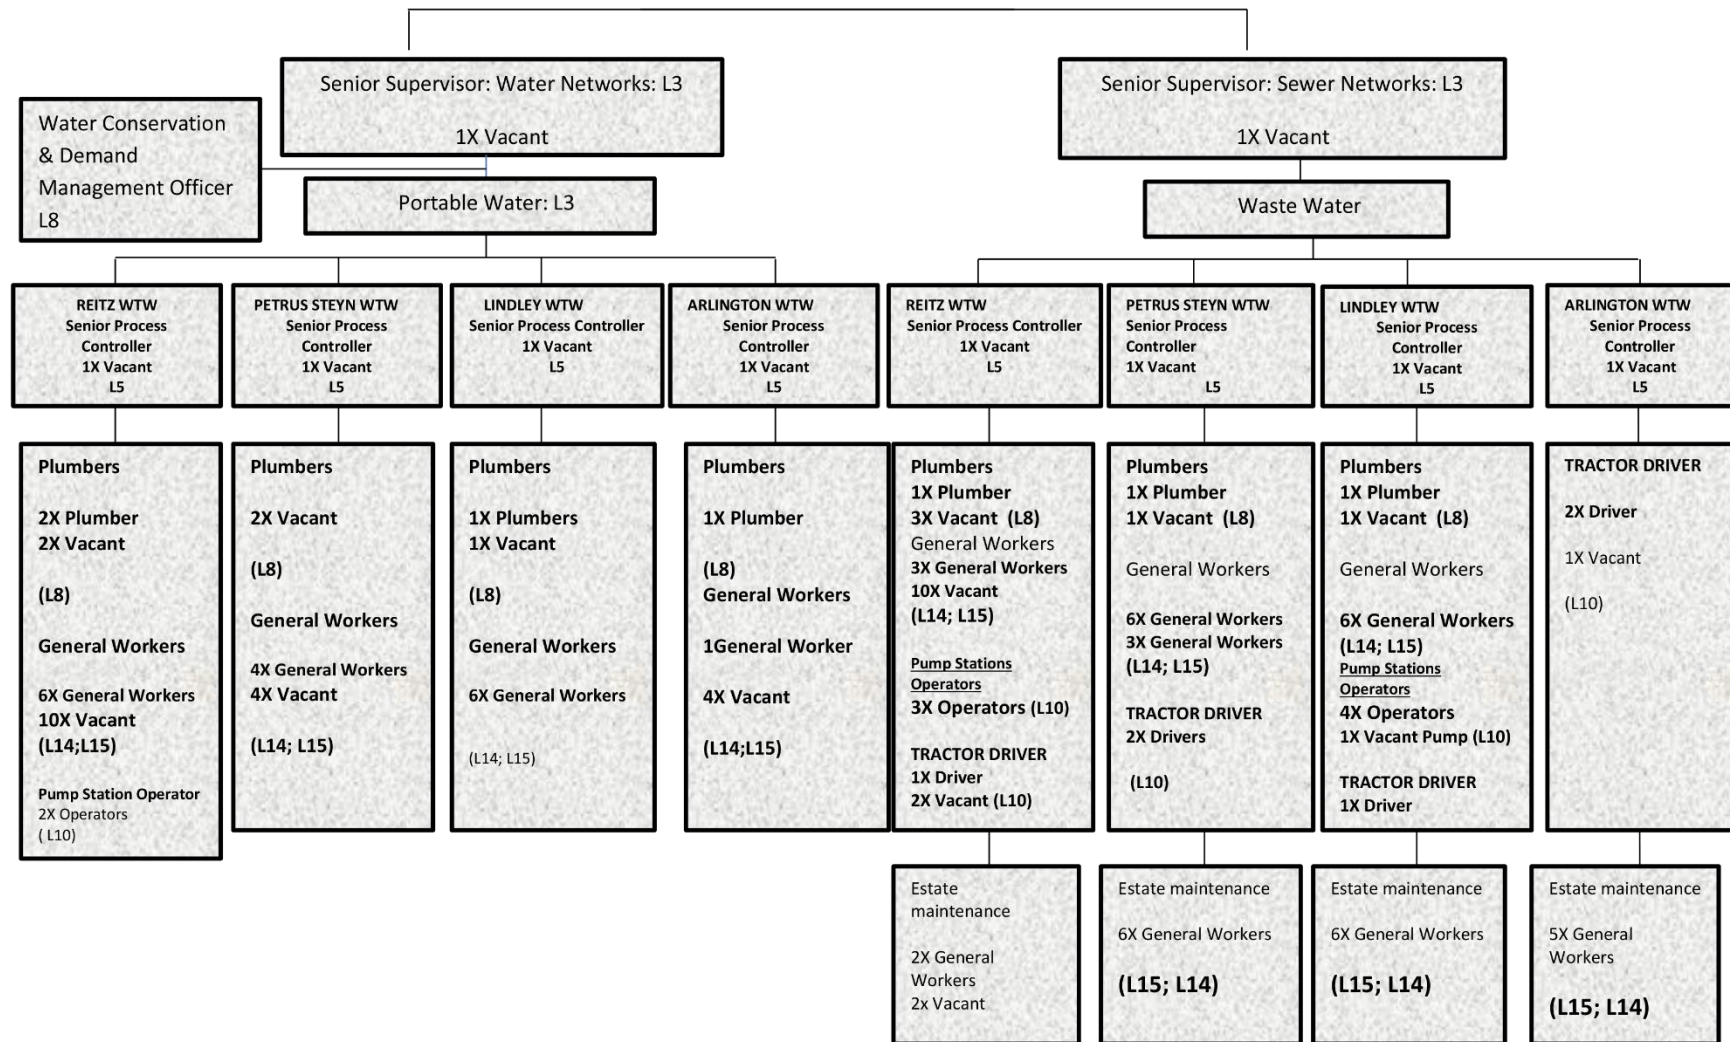 Senior Supervisor: Water Networks: L3
1X Vacant
Senior Supervisor: Sewer Networks: L3
1X Vacant
Water Conservation
& Demand
Management Officer
L8
Portable Water: L3
Waste Water
REITZ WTW
Senior Process
Controller
1X Vacant
L5
PETRUS STEYN WTW
Senior Process
Controller
1X Vacant
L5
LINDLEY WTW
Senior Process Controller
1X Vacant
L5
ARLINGTON WTW
Senior Process
Controller
1X Vacant
L5
REITZ WTW
Senior Process Controller
1X Vacant
L5
PETRUS STEYN WTW
Senior Process
Controller
1X Vacant
L5
LINDLEY WTW
Senior Process
Controller
1X Vacant
L5
ARLINGTON WTW
Senior Process
Controller
1X Vacant
L5
Plumbers
2X Plumber
2X Vacant
(L8)
General Workers
6X General Workers
10X Vacant
(L14;L15)
Pump Station Operator
2X Operators
( L10)
Plumbers
2X Vacant
(L8)
General Workers
4X General Workers
4X Vacant
(L14; L15)
Plumbers
1X Plumbers
1X Vacant
(L8)
General Workers
6X General Workers
(L14; L15)
Plumbers
1X Plumber
(L8)
General Workers
1General Worker
4X Vacant
(L14;L15)
Plumbers
1X Plumber
3X Vacant (L8)
General Workers
3X General Workers
10X Vacant
(L14; L15)
Pump Stations
Operators
3X Operators (L10)
TRACTOR DRIVER
1X Driver
2X Vacant (L10)
Plumbers
1X Plumber
1X Vacant (L8)
General Workers
6X General Workers
3X General Workers
(L14; L15)
TRACTOR DRIVER
2X Drivers
(L10)
Plumbers
1X Plumber
1X Vacant (L8)
General Workers
6X General Workers
(L14; L15)
Pump Stations
Operators
4X Operators
1X Vacant Pump (L10)
TRACTOR DRIVER
1X Driver
TRACTOR DRIVER
2X Driver
1X Vacant
(L10)
Estate
maintenance
2X General
Workers
2x Vacant
Estate maintenance
6X General Workers
(L15; L14)
Estate maintenance
6X General Workers
(L15; L14)
Estate maintenance
5X General
Workers
(L15; L14)